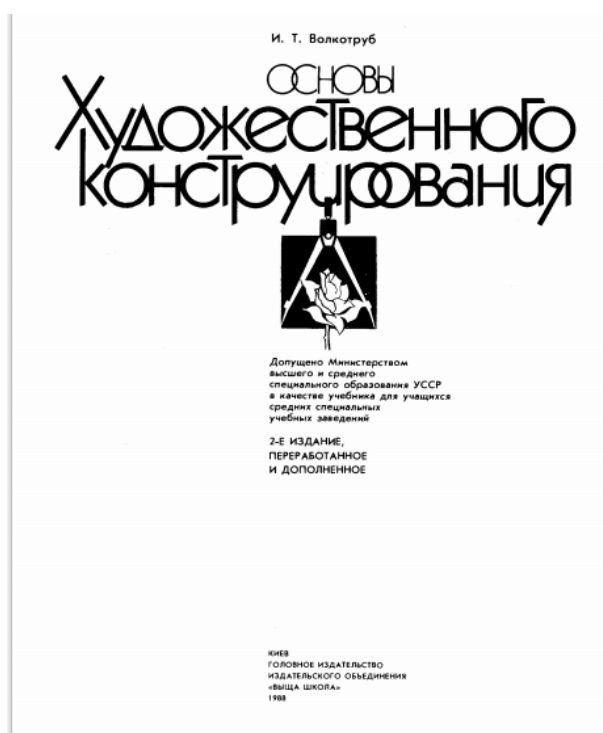 И. Т. Волкотруб
ОСНОВЫ
Художественного
конструирования
Допущено Министерством
высшего и среднего
специального образования УССР
в качестве учебника для учащихся
средних специальных
учебных заведений
2-Е ИЗДАНИЕ,
ПЕРЕРАБОТАННОЕ
И ДОПОЛНЕННОЕ
КИЕВ
ГОЛОВНОЕ ИЗДАТЕЛЬСТВО
ИЗДАТЕЛЬСКОГО ОБЪЕДИНЕНИЯ
«ВЫЩА ШКОЛА»
1988